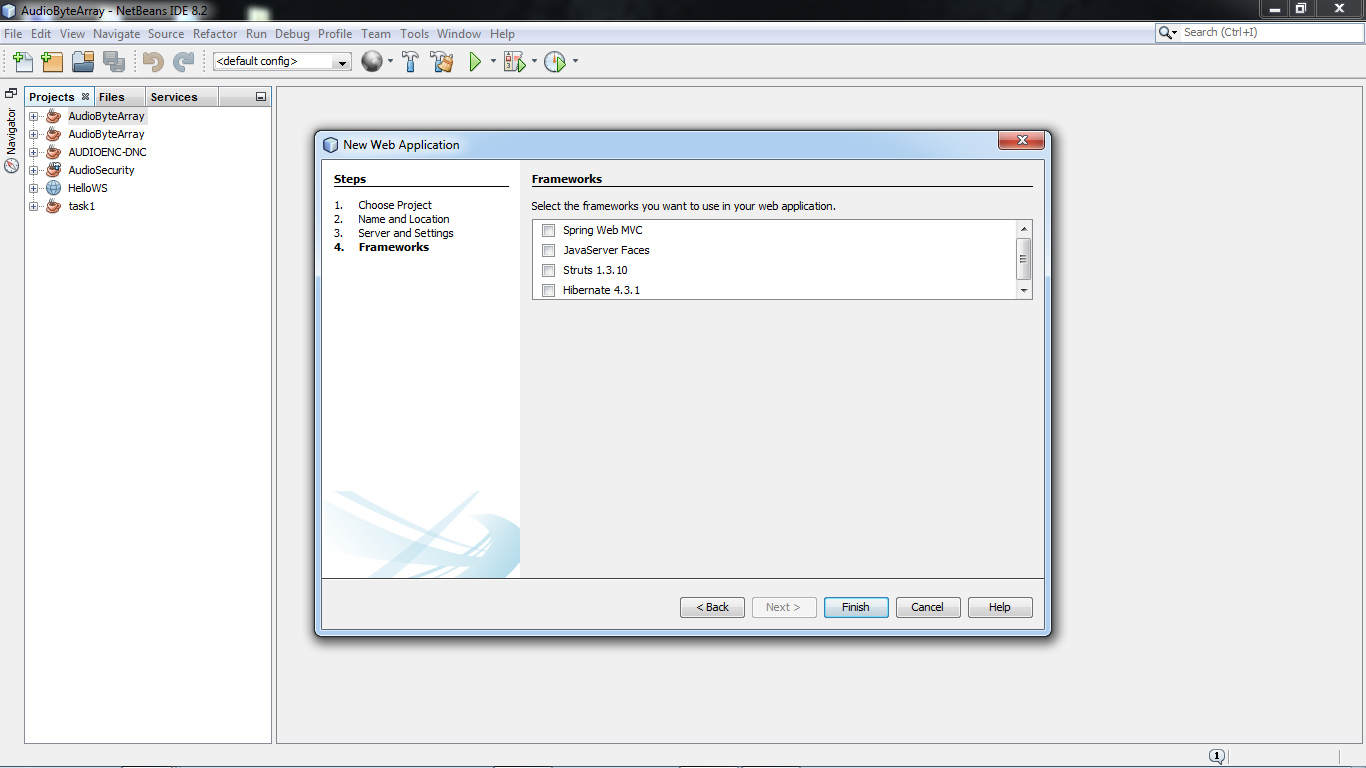 AudioByteArray - NetBeans IDE 8.2
File Edit View Navigate Source Refactor Run Debug Profile Team Tools Window Help
Search (Ctrl+I)
<default config>
Projects Files Services
Navigator
AudioByteArray
AudioByteArray
AUDIOENC-DNC
AudioSecurity
HelloWS
task1
New Web Application
Steps
1. Choose Project
2. Name and Location
3. Server and Settings
4. Frameworks
Frameworks
Select the frameworks you want to use in your web application.
Spring Web MVC
JavaServer Faces
Struts 1.3.10
Hibernate 4.3.1
< Back Next > Finish Cancel Help
1